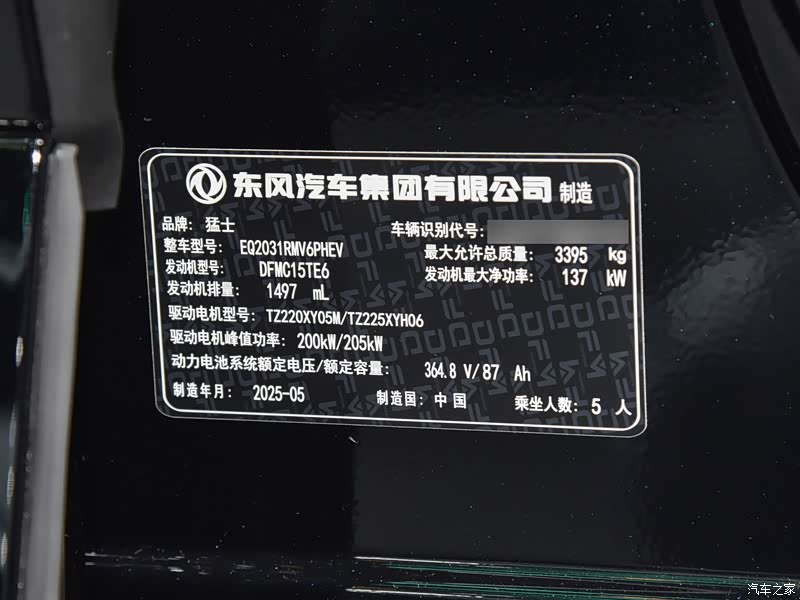 东风汽车集团有限公司 制造
品牌: 猛士 车辆识别代号:
整车型号: EQ2031RMV6PHEV 最大允许总质量: 3395 kg
发动机型号: DFMC15TE6 发动机最大净功率: 137 kW
发动机排量: 1497 mL
驱动电机型号: TZ220XY05M/TZ225XYH06
驱动电机峰值功率: 200kW/205kW
动力电池系统额定电压/额定容量: 364.8 V/87 Ah
制造年月: 2025-05 制造国: 中国 乘坐人数: 5 人
汽车之家